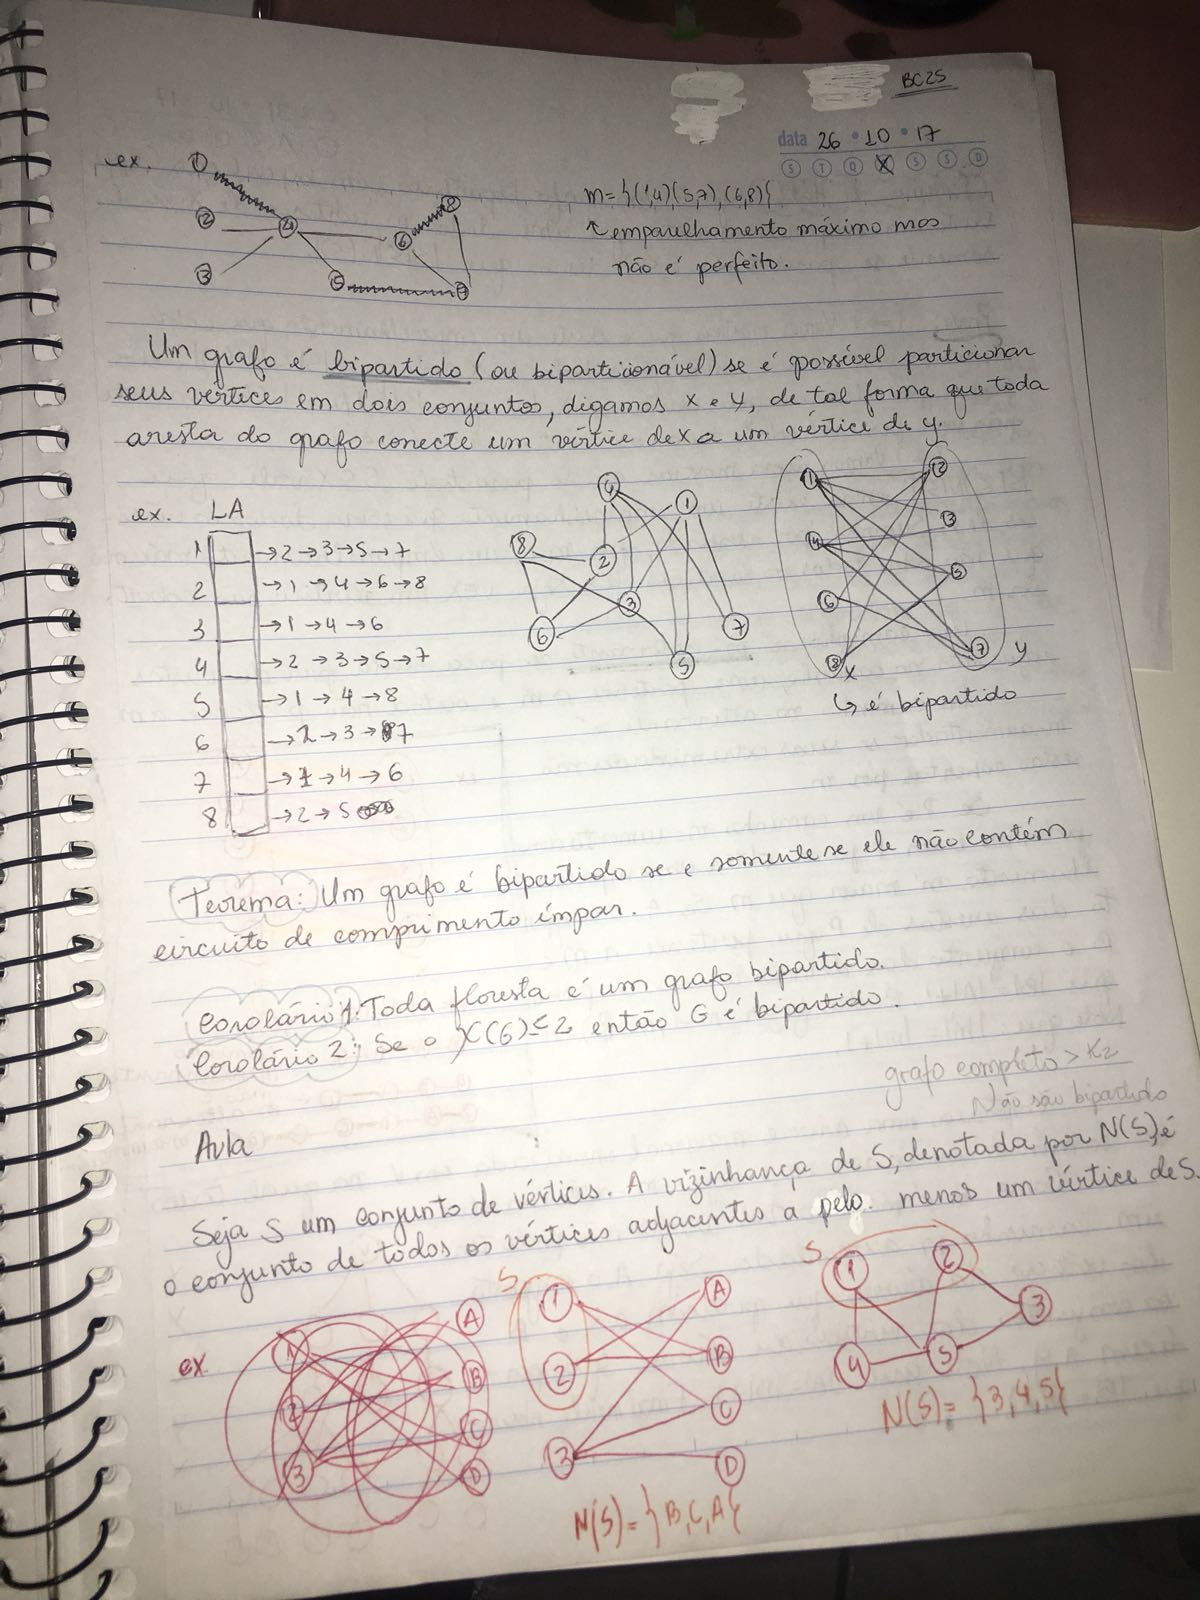 BC25
data 26 • 10 • 17
S T Q X S S D
ex.
1
2
3
4
5
6
7
8
m = {(1,4)(5,7),(6,8)}
↑ emparelhamento máximo mas
não é perfeito.
Um grafo é bipartido (ou biparticionável) se é possível particionar
seus vértices em dois conjuntos, digamos x e y, de tal forma que toda
aresta do grafo conecte um vértice de x a um vértice de y.
ex. LA
1 →2→3→5→7
2 →1→4→6→8
3 →1→4→6
4 →2→3→5→7
5 →1→4→8
6 →2→3→7
7 →1→4→6
8 →2→5
4
1
8
2
3
6
7
5
1
2
3
4
5
6
7
8
x
y
↳ é bipartido
Teorema: Um grafo é bipartido se e somente se ele não contém
circuito de comprimento ímpar.
Corolário 1: Toda floresta é um grafo bipartido.
Corolário 2: Se o X(G)≤2 então G é bipartido.
grafo completo > K2
Não são bipartido
Aula
Seja S um conjunto de vértices. A vizinhança de S, denotada por N(S), é
o conjunto de todos os vértices adjacentes a pelo menos um vértice de S.
ex.
1
2
3
A
B
C
D
S
1
2
3
A
B
C
D
N(S) = {B,C,A}
S
1
2
3
4
5
N(S) = {3,4,5}